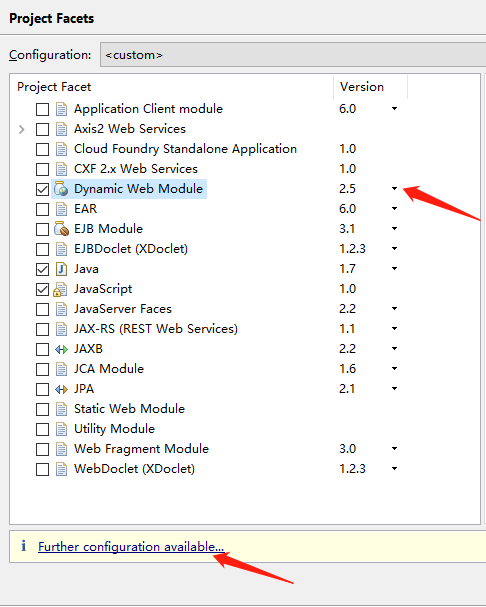 Project Facets
Configuration: <custom>
Project Facet Version
Application Client module 6.0
Axis2 Web Services
Cloud Foundry Standalone Application 1.0
CXF 2.x Web Services 1.0
Dynamic Web Module 2.5
EAR 6.0
EJB Module 3.1
EJBDoclet (XDoclet) 1.2.3
Java 1.7
JavaScript 1.0
JavaServer Faces 2.2
JAX-RS (REST Web Services) 1.1
JAXB 2.2
JCA Module 1.6
JPA 2.1
Static Web Module
Utility Module
Web Fragment Module 3.0
WebDoclet (XDoclet) 1.2.3
i Further configuration available...